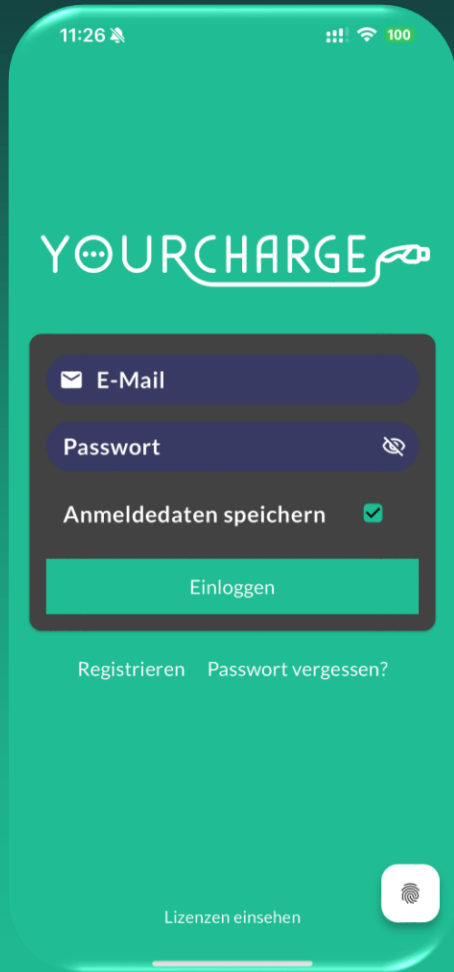 11:26
100
YOURCHARGE
E-Mail
Passwort
Anmeldedaten speichern
Einloggen
Registrieren Passwort vergessen?
Lizenzen einsehen